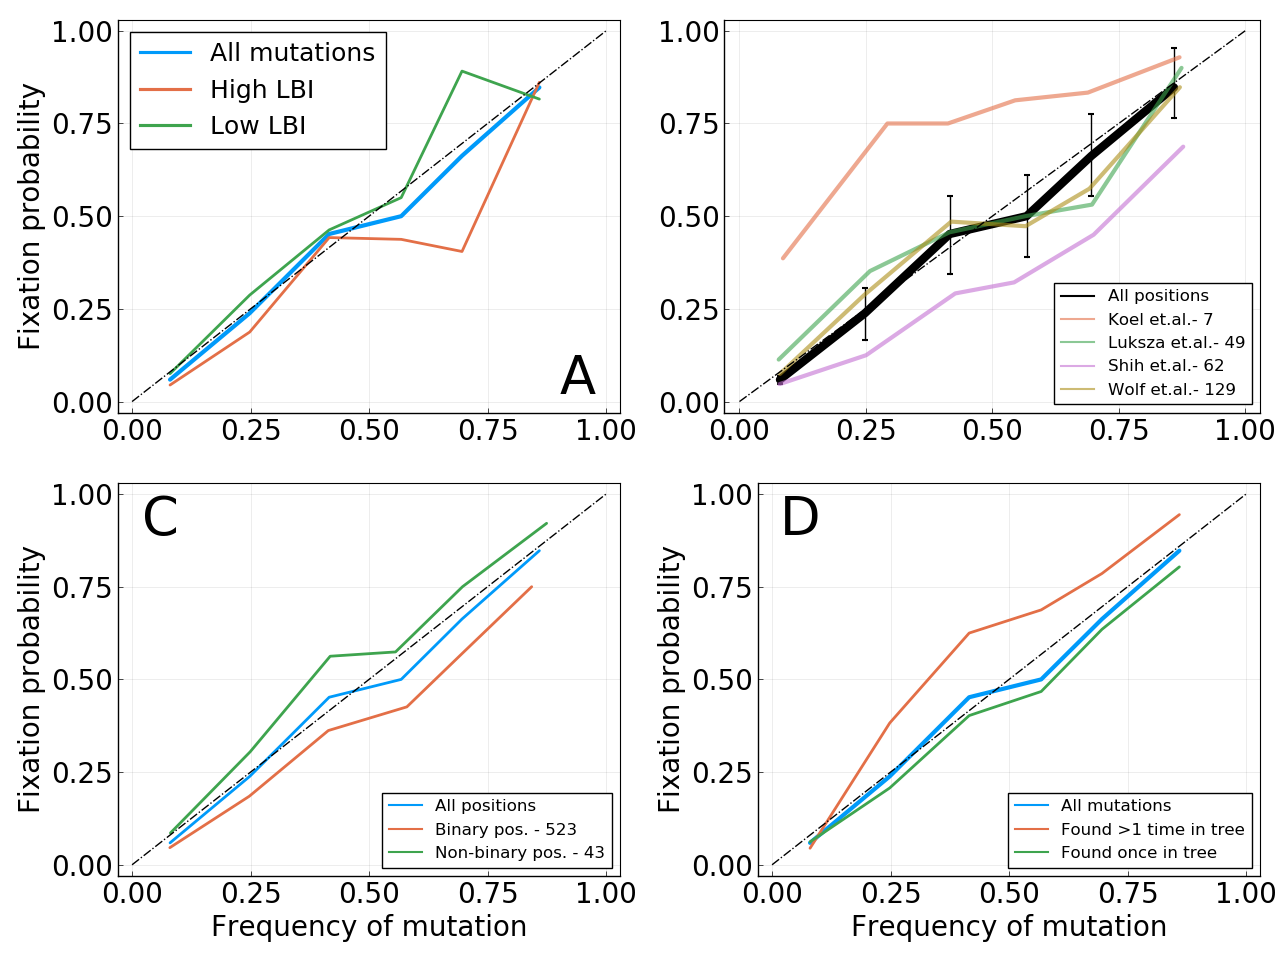 Fixation probability
1.00
0.75
0.50
0.25
0.00
All mutations
High LBI
Low LBI
A
0.00 0.25 0.50 0.75 1.00
1.00
0.75
0.50
0.25
0.00
All positions
Koel et.al.- 7
Luksza et.al.- 49
Shih et.al.- 62
Wolf et.al.- 129
0.00 0.25 0.50 0.75 1.00
Fixation probability
1.00
0.75
0.50
0.25
0.00
C
All positions
Binary pos. - 523
Non-binary pos. - 43
0.00 0.25 0.50 0.75 1.00
Frequency of mutation
Fixation probability
1.00
0.75
0.50
0.25
0.00
D
All mutations
Found >1 time in tree
Found once in tree
0.00 0.25 0.50 0.75 1.00
Frequency of mutation